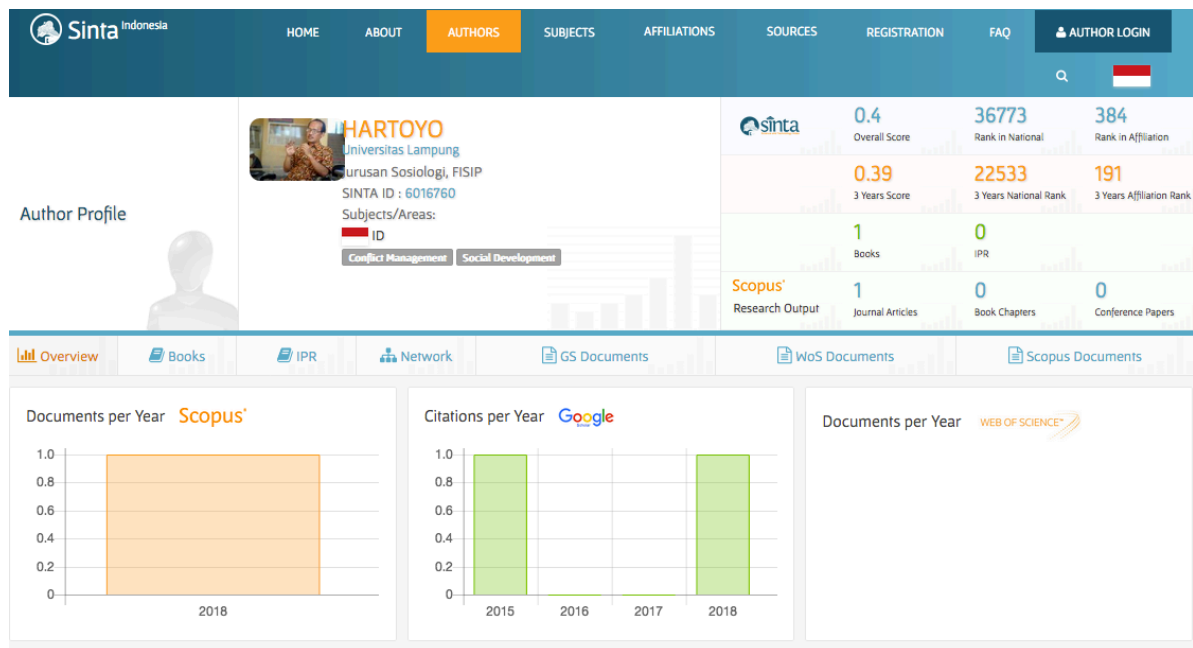 Sinta Indonesia
HOME ABOUT AUTHORS SUBJECTS AFFILIATIONS SOURCES REGISTRATION FAQ AUTHOR LOGIN
Author Profile
HARTOYO
Universitas Lampung
Jurusan Sosiologi, FISIP
SINTA ID : 6016760
Subjects/Areas:
ID
Conflict Management Social Development
sinta
0.4 36773 384
Overall Score Rank in National Rank in Affiliation
0.39 22533 191
3 Years Score 3 Years National Rank 3 Years Affiliation Rank
1 0
Books IPR
Scopus
Research Output
1 0 0
Journal Articles Book Chapters Conference Papers
Overview Books IPR Network GS Documents WoS Documents Scopus Documents
Documents per Year Scopus
1.0
0.8
0.6
0.4
0.2
0
2018
Citations per Year Google
1.0
0.8
0.6
0.4
0.2
0
2015 2016 2017 2018
Documents per Year WEB OF SCIENCE™